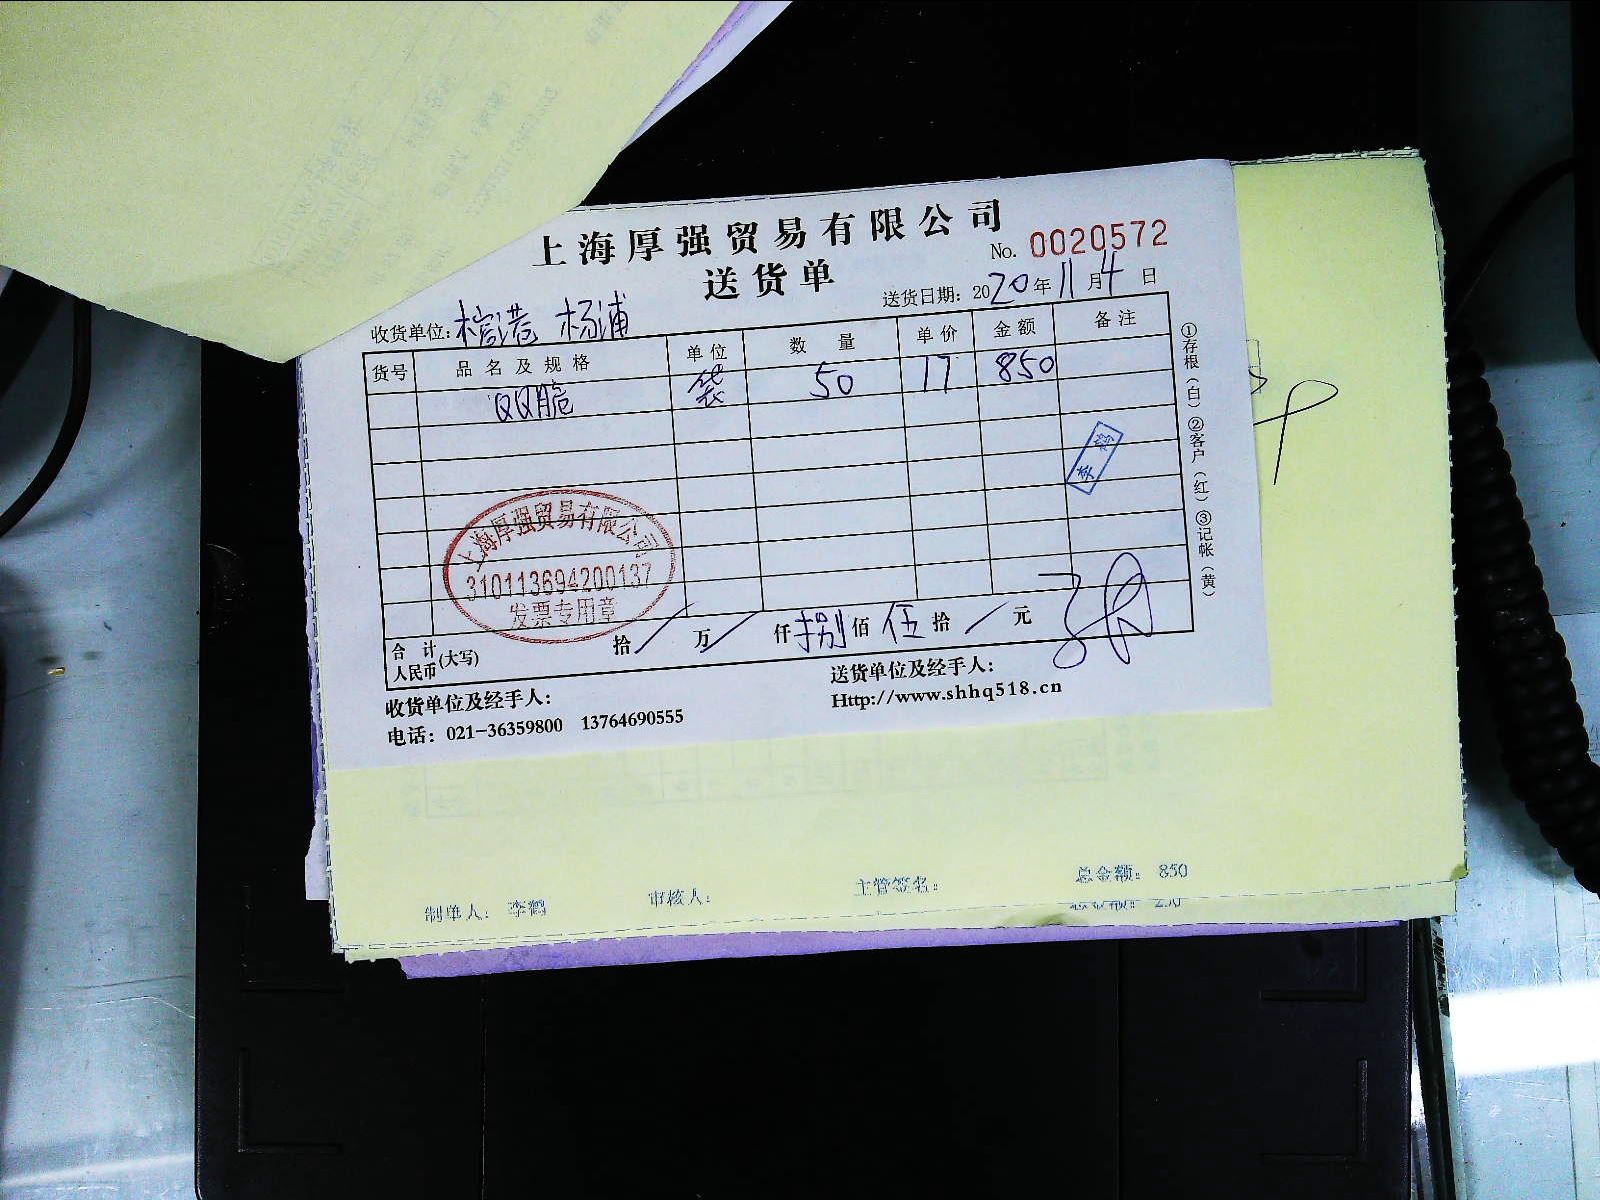 上海厚强贸易有限公司
No. 0020572
送货单
送货日期：2020年11月4日
收货单位：楦港 杨浦
货号 品名及规格 单位 数量 单价 金额 备注
QQ脆 袋 50 17 850
李鹤
上海厚强贸易有限公司
310113694200137
发票专用章
合计人民币(大写) 拾/万/仟捌佰伍拾/元
收货单位及经手人：
送货单位及经手人：
电话：021-36359800 13764690555
Http://www.shhq518.cn
①存根（白）②客户（红）③记帐（黄）
制单人：李鹤 审核人： 主管签名： 总金额：850